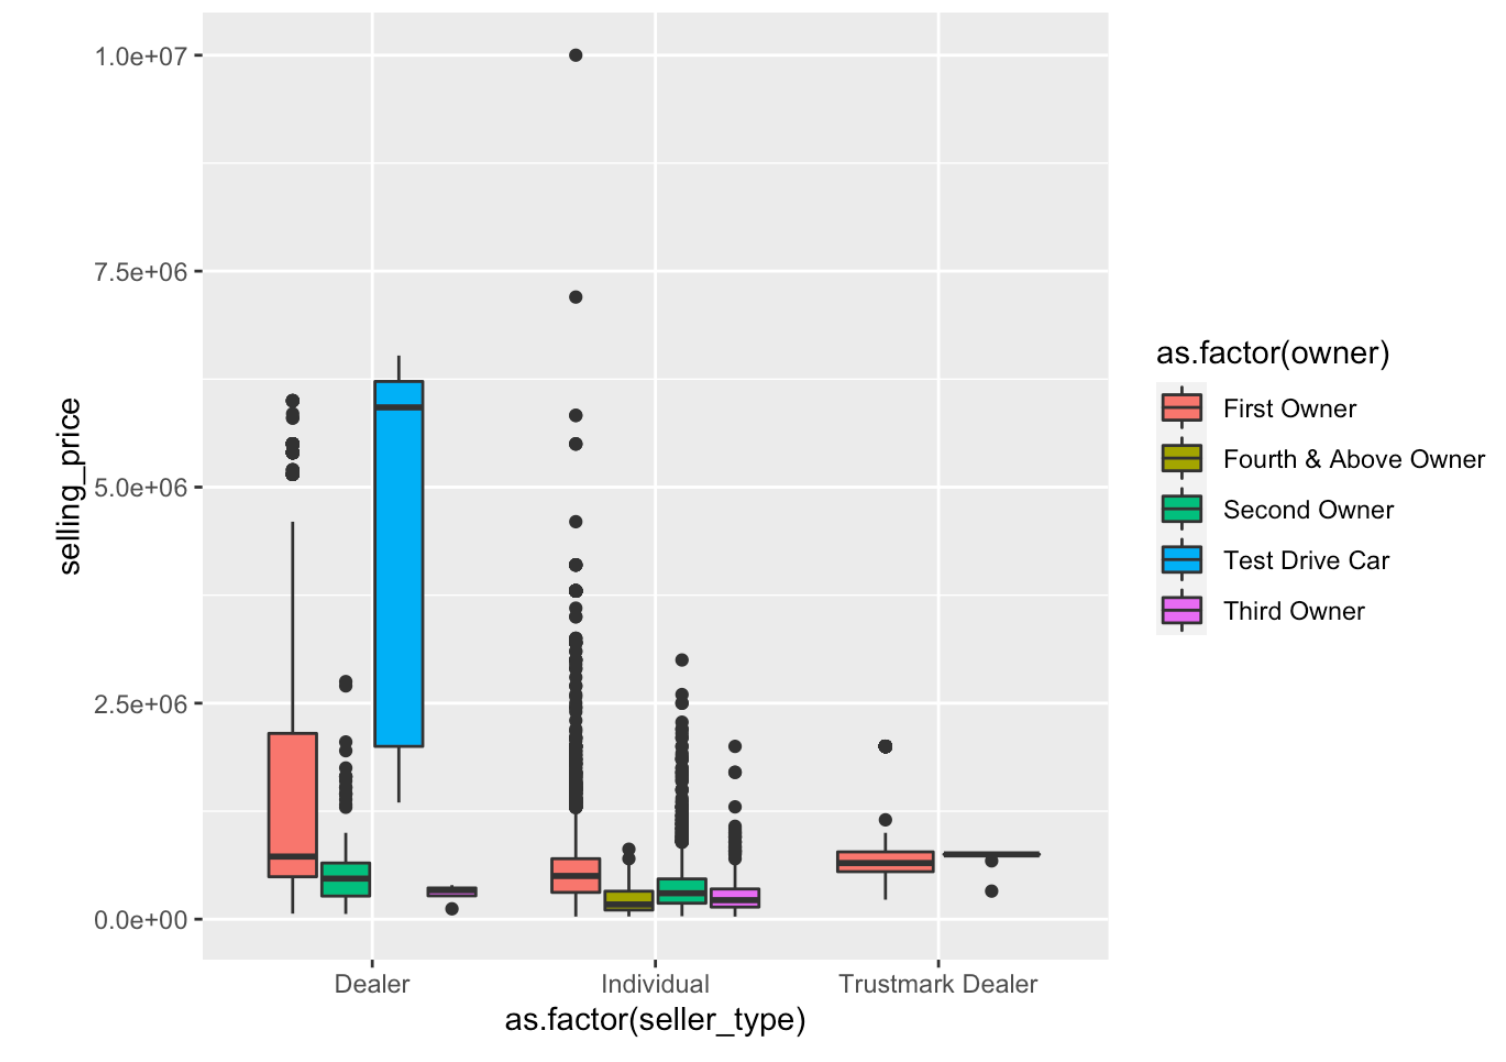 selling_price
1.0e+07
7.5e+06
5.0e+06
2.5e+06
0.0e+00
Dealer
Individual
Trustmark Dealer
as.factor(seller_type)
as.factor(owner)
First Owner
Fourth & Above Owner
Second Owner
Test Drive Car
Third Owner